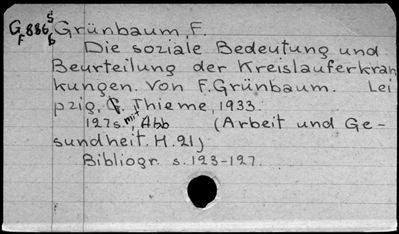 G 886 S Grünbaum, F.
F b
Die soziale Bedeutung und
Beurteilung der Kreislauferkran
kungen. Von F. Grünbaum. Lei
pzig, G. Thieme, 1933.
127 s. mit Abb (Arbeit und Ge-
sundheit. H. 21)
Bibliogr. s. 123-127.